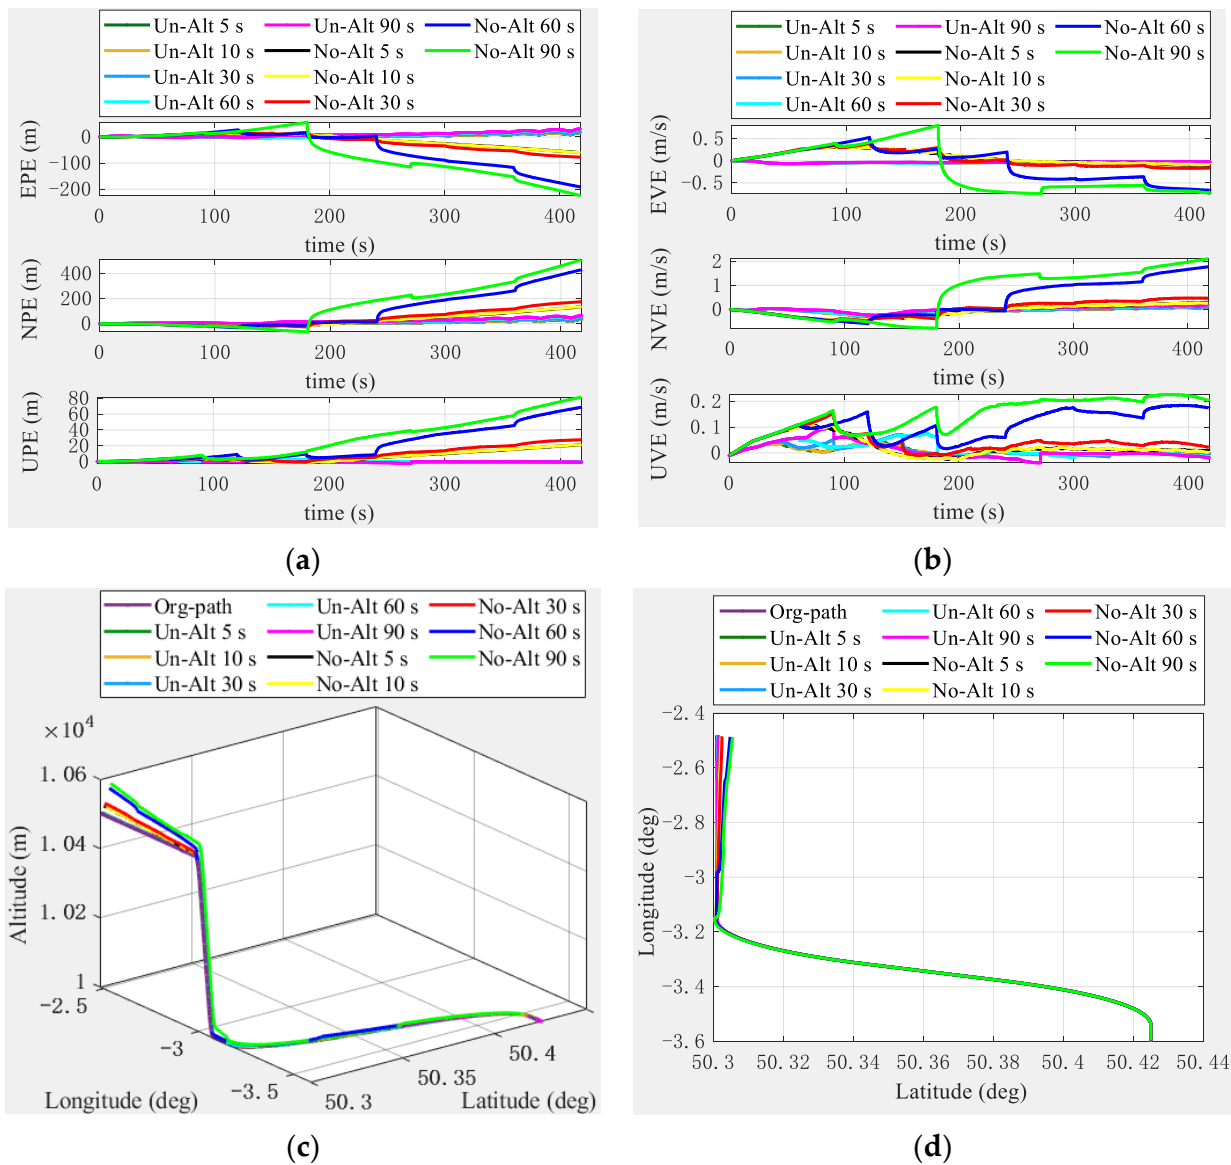 Un-Alt 5 s Un-Alt 90 s No-Alt 60 s
Un-Alt 10 s No-Alt 5 s No-Alt 90 s
Un-Alt 30 s No-Alt 10 s
Un-Alt 60 s No-Alt 30 s
EPE (m)
0
-100
-200
0 100 200 300 400
time (s)
NPE (m)
400
200
0
0 100 200 300 400
time (s)
UPE (m)
80
60
40
20
0
0 100 200 300 400
time (s)
(a)
Un-Alt 5 s Un-Alt 90 s No-Alt 60 s
Un-Alt 10 s No-Alt 5 s No-Alt 90 s
Un-Alt 30 s No-Alt 10 s
Un-Alt 60 s No-Alt 30 s
EVE (m/s)
0.5
0
-0.5
0 100 200 300 400
time (s)
NVE (m/s)
2
1
0
0 100 200 300 400
time (s)
UVE (m/s)
0.2
0.1
0
0 100 200 300 400
time (s)
(b)
Org-path Un-Alt 60 s No-Alt 30 s
Un-Alt 5 s Un-Alt 90 s No-Alt 60 s
Un-Alt 10 s No-Alt 5 s No-Alt 90 s
Un-Alt 30 s No-Alt 10 s
×10⁴
Altitude (m)
1.06
1.04
1.02
1
-2.5
-3
-3.5
50.3
50.35
50.4
Longitude (deg) Latitude (deg)
(c)
Org-path Un-Alt 60 s No-Alt 30 s
Un-Alt 5 s Un-Alt 90 s No-Alt 60 s
Un-Alt 10 s No-Alt 5 s No-Alt 90 s
Un-Alt 30 s No-Alt 10 s
Longitude (deg)
-2.4
-2.6
-2.8
-3
-3.2
-3.4
-3.6
50.3 50.32 50.34 50.36 50.38 50.4 50.42 50.44
Latitude (deg)
(d)